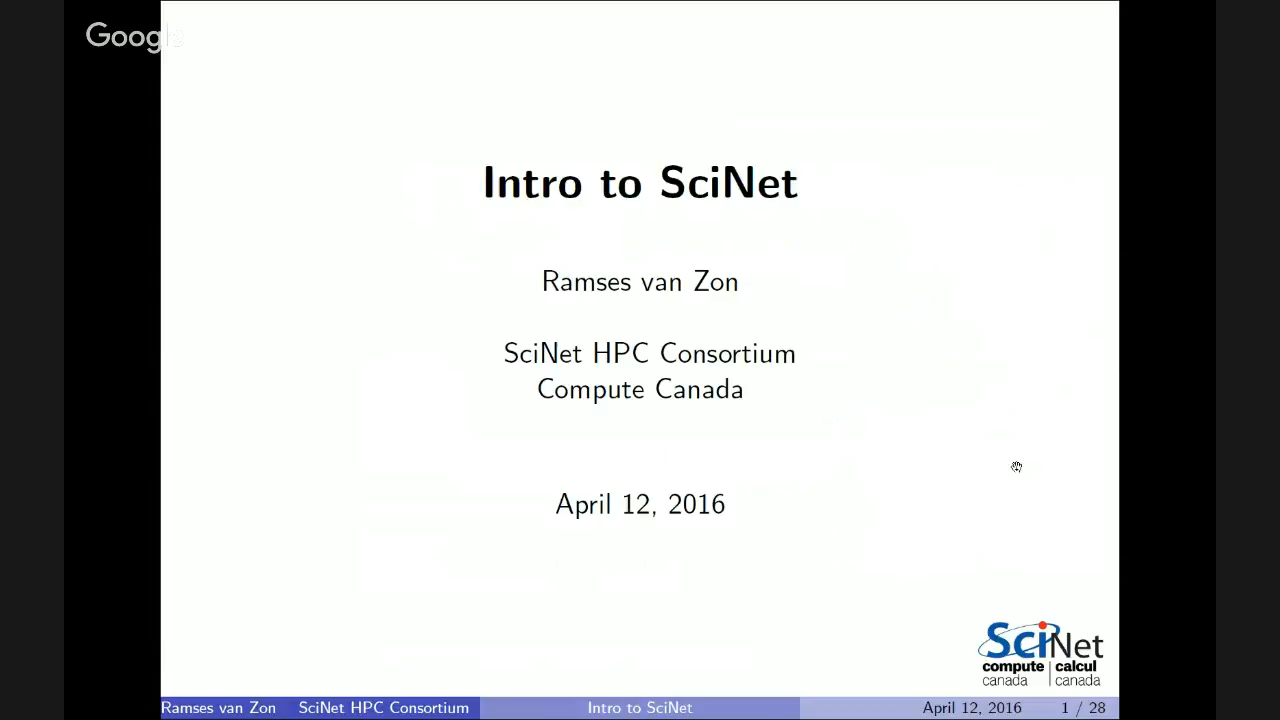 Google
Intro to SciNet
Ramses van Zon
SciNet HPC Consortium
Compute Canada
April 12, 2016
SciNet
compute | calcul
canada | canada
Ramses van Zon SciNet HPC Consortium Intro to SciNet April 12, 2016 1 / 28